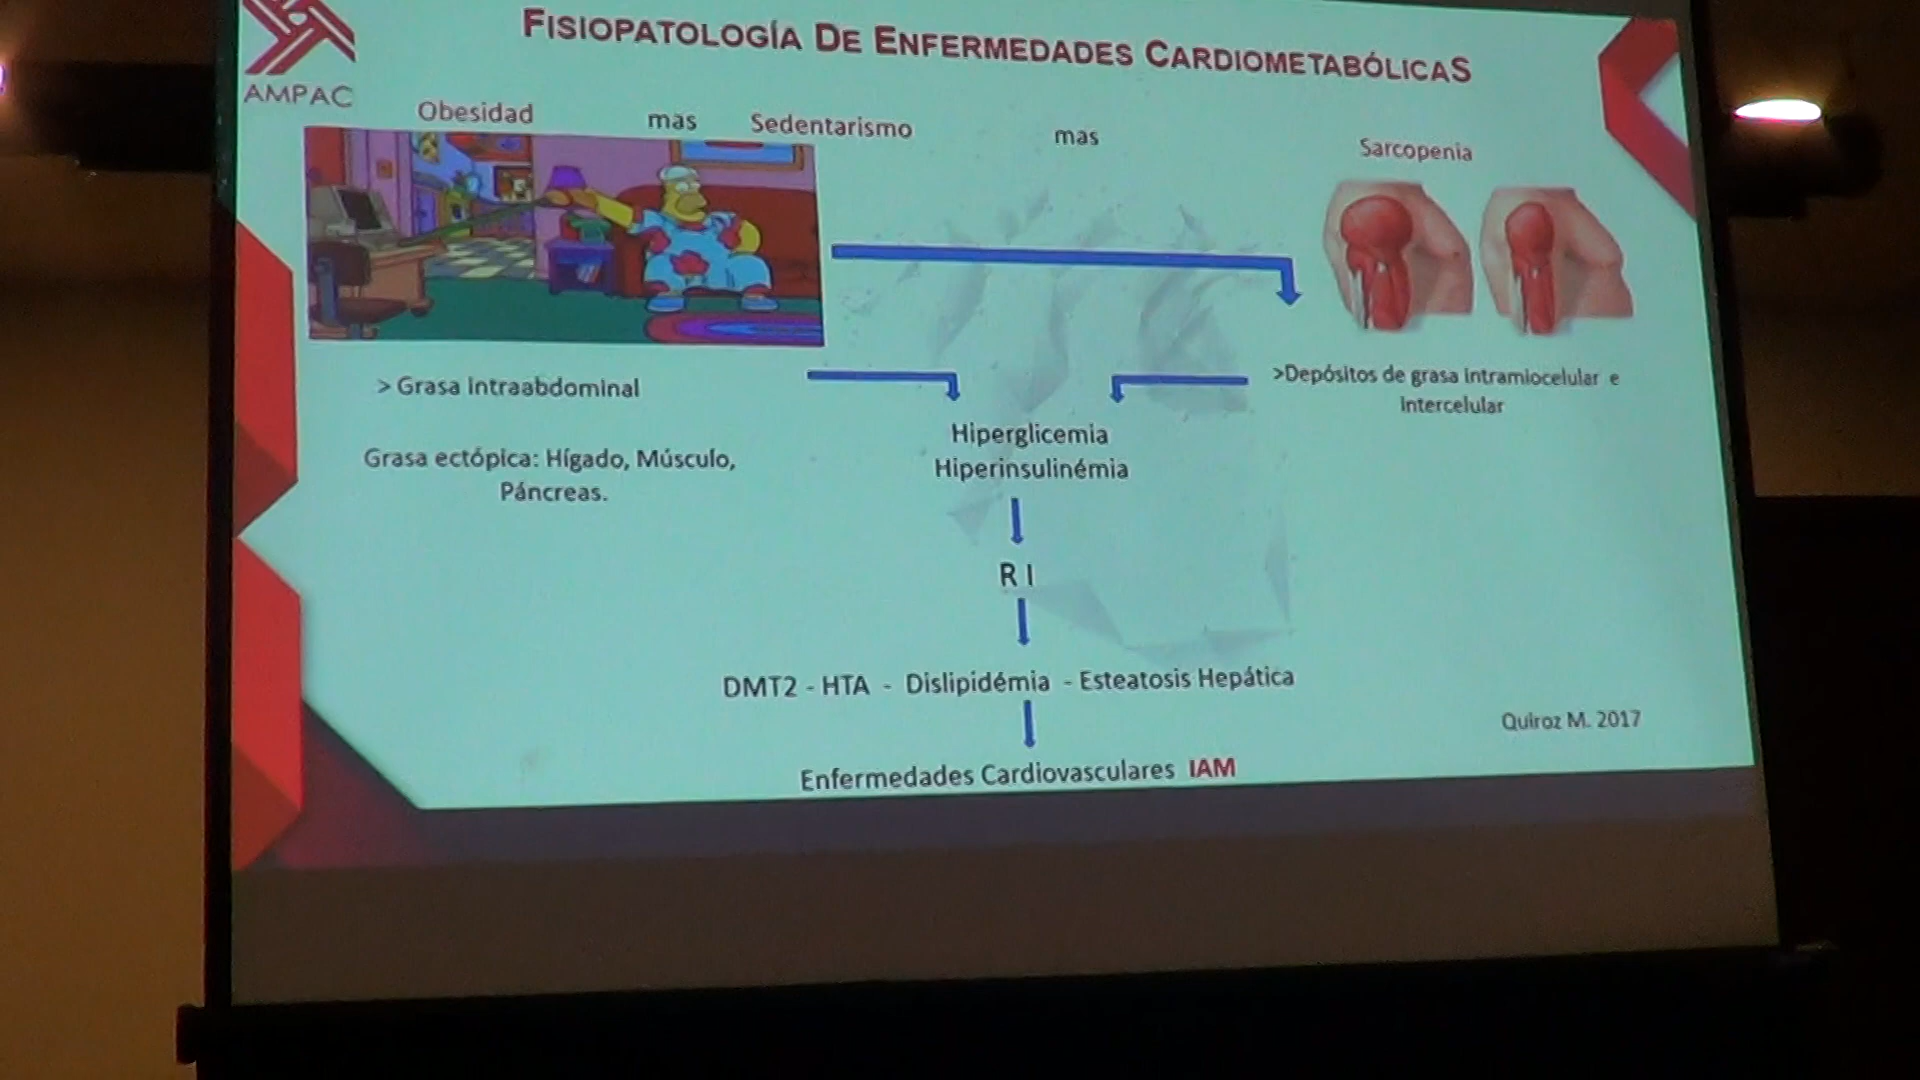 FISIOPATOLOGÍA DE ENFERMEDADES CARDIOMETABÓLICAS
AMPAC
Obesidad mas Sedentarismo mas Sarcopenia
> Grasa intraabdominal
>Depósitos de grasa intramiocelular e
intercelular
Grasa ectópica: Hígado, Músculo,
Páncreas.
Hiperglicemia
Hiperinsulinémia
R I
DMT2 - HTA - Dislipidémia - Esteatosis Hepática
Quiroz M. 2017
Enfermedades Cardiovasculares IAM